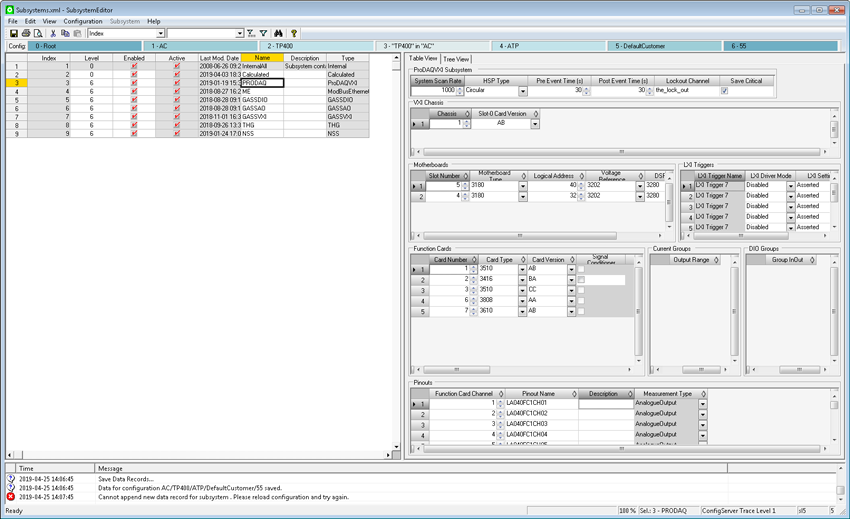 Subsystems.xml - SubsystemEditor
File Edit View Configuration Subsystem Help
Index Name
Config: 0 - Root 1 - AC 2 - TP400 3 - "TP400" in "AC" 4 - ATP 5 - DefaultCustomer 6 - 55
Index Level Enabled Active Last Mod. Date Name Description Type
1 1 0 2008-06-26 09:2 InternalAll Subsystem conta Internal
2 2 0 2019-04-03 18:3 Calculated Calculated
3 3 6 2019-01-19 15:3 PRODAQ ProDAQVXI
4 4 6 2018-08-27 16:2 ME ModBusEthernet
5 5 6 2018-08-28 09:1 GASSDIO GASSDIO
6 6 6 2018-08-28 09:1 GASSAO GASSAO
7 7 6 2018-11-01 16:3 GASSVXI GASSVXI
8 8 6 2018-09-26 13:3 THG THG
9 9 6 2019-01-24 17:0 NSS NSS
Table View Tree View
ProDAQVXI Subsystem
System Scan Rate HSP Type Pre Event Time (s) Post Event Time (s) Lockout Channel Save Critical
1000 Circular 30 30 the_lock_out
VXI Chassis
Chassis Slot-0 Card Version
1 1 AB
Motherboards
Slot Number Motherboard Type Logical Address Voltage Reference DSF
1 5 3180 40 3202 3280
2 4 3180 32 3202 3280
LXI Triggers
LXI Trigger Name LXI Driver Mode LXI Setti
1 LXI Trigger 7 Disabled Asserted
2 LXI Trigger 7 Disabled Asserted
3 LXI Trigger 7 Disabled Asserted
4 LXI Trigger 7 Disabled Asserted
5 LXI Trigger 7 Disabled Asserted
Function Cards
Card Number Card Type Card Version Signal Conditioner
1 1 3510 AB
2 2 3416 BA
3 3 3510 CC
4 6 3808 AA
5 7 3610 AB
Current Groups
Output Range
DIO Groups
Group InOut
Pinouts
Function Card Channel Pinout Name Description Measurement Type
1 1 LA040FC1CH01 AnalogueOutput
2 2 LA040FC1CH02 AnalogueOutput
3 3 LA040FC1CH03 AnalogueOutput
4 4 LA040FC1CH04 AnalogueOutput
5 5 LA040FC1CH05 AnalogueOutput
Time Message
2019-04-25 14:06:45 Save Data Records...
2019-04-25 14:06:45 Data for configuration AC/TP400/ATP/DefaultCustomer/55 saved.
2019-04-25 14:07:45 Cannot append new data record for subsystem . Please reload configuration and try again.
Ready 100 % Sel.: 3 - PRODAQ ConfigServer Trace Level 1 sl5 5